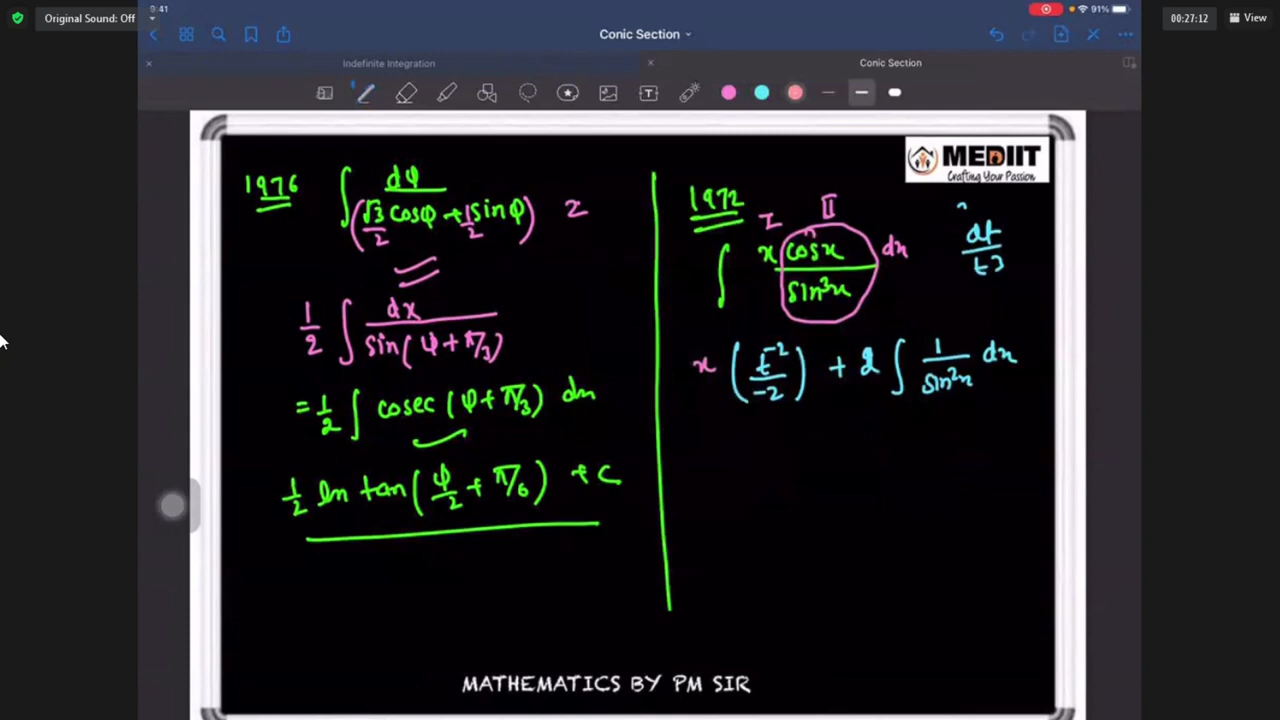 9:41
Original Sound: Off
91%
00:27:12
View
Conic Section
Indefinite Integration
Conic Section
T
MEDIIT
Crafting Your Passion
1976 ∫ dφ / (√3/2 cosφ + 1/2 sinφ) 2
1/2 ∫ dx / sin(φ + π/3)
= 1/2 ∫ cosec (φ + π/3) dx
1/2 ln tan(φ/2 + π/6) + C
1972
I II
∫ x cosx / sin³x dx
dt / t3
x (t⁻² / -2) + 2 ∫ 1 / sin²x dx
MATHEMATICS BY PM SIR